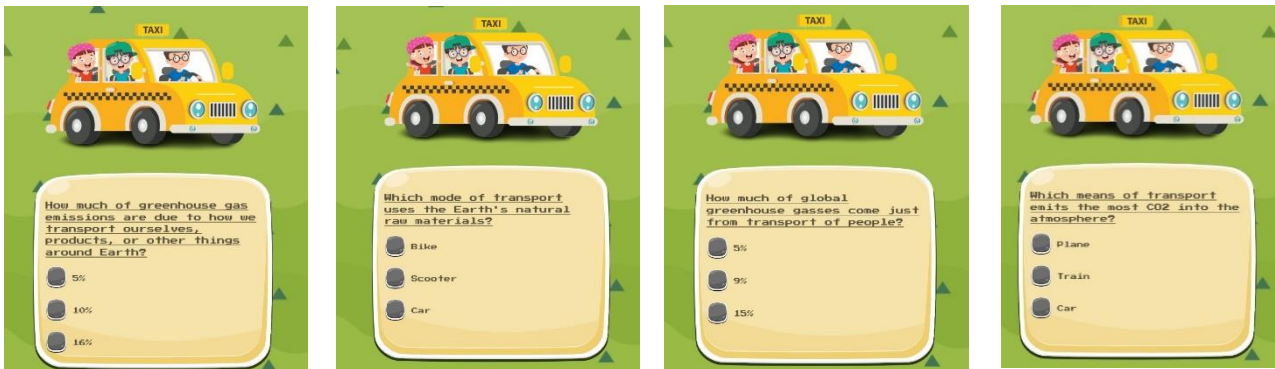 TAXI
How much of greenhouse gas
emissions are due to how we
transport ourselves,
products, or other things
around Earth?
5%
10%
16%
TAXI
Which mode of transport
uses the Earth's natural
raw materials?
Bike
Scooter
Car
TAXI
How much of global
greenhouse gasses come just
from transport of people?
5%
9%
15%
TAXI
Which means of transport
emits the most CO2 into the
atmosphere?
Plane
Train
Car